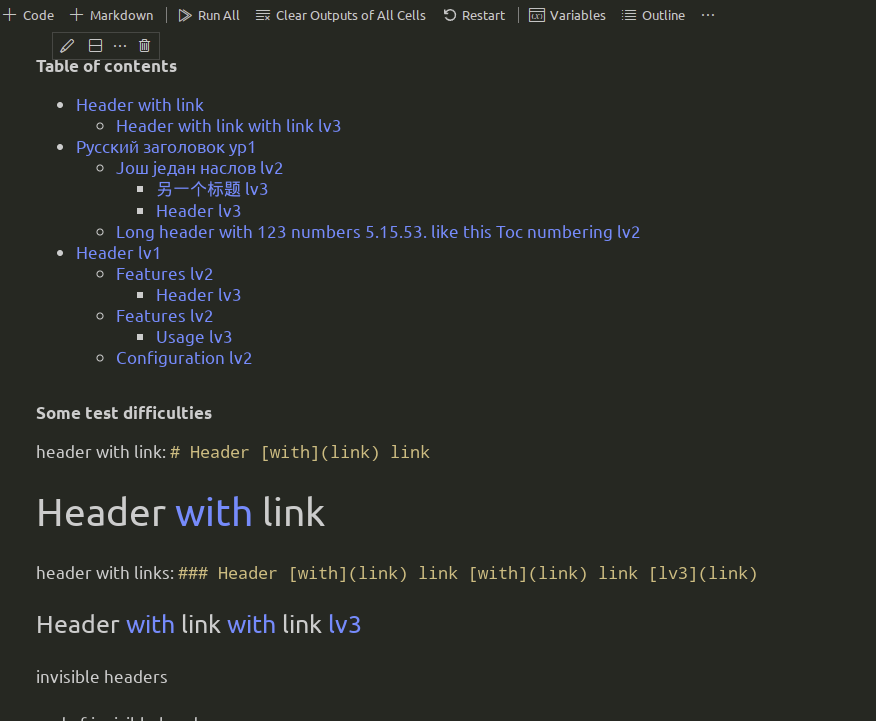 Code Markdown Run All Clear Outputs of All Cells Restart Variables Outline ...
Table of contents
Header with link
Header with link with link lv3
Русский заголовок ур1
Још један наслов lv2
另一个标题 lv3
Header lv3
Long header with 123 numbers 5.15.53. like this Toc numbering lv2
Header lv1
Features lv2
Header lv3
Features lv2
Usage lv3
Configuration lv2
Some test difficulties
header with link: # Header [with](link) link
Header with link
header with links: ### Header [with](link) link [with](link) link [lv3](link)
Header with link with link lv3
invisible headers